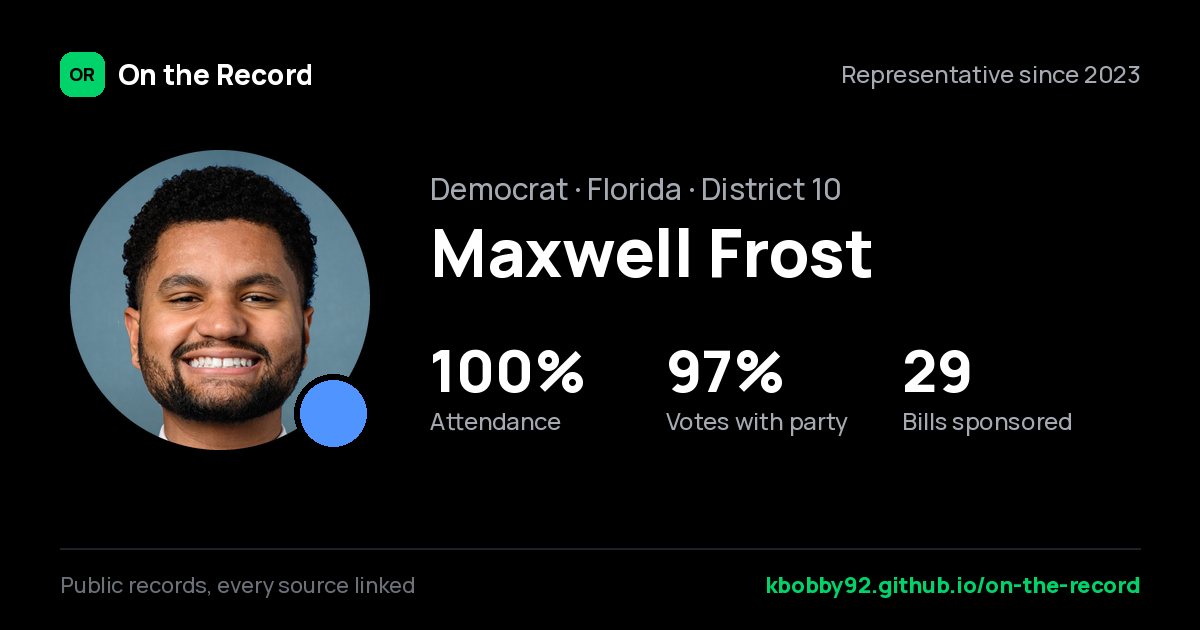 OR On the Record
Representative since 2023
Democrat · Florida · District 10
Maxwell Frost
100% 97% 29
Attendance Votes with party Bills sponsored
Public records, every source linked
kbobby92.github.io/on-the-record